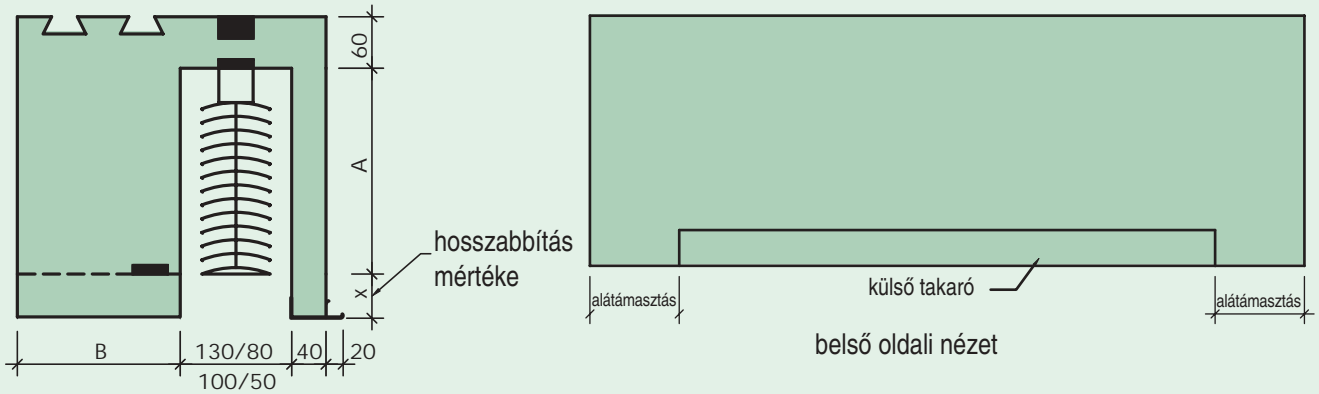 60
A
x
hosszabbítás
mértéke
B
130/80
40
20
100/50
alátámasztás
külső takaró
alátámasztás
belső oldali nézet